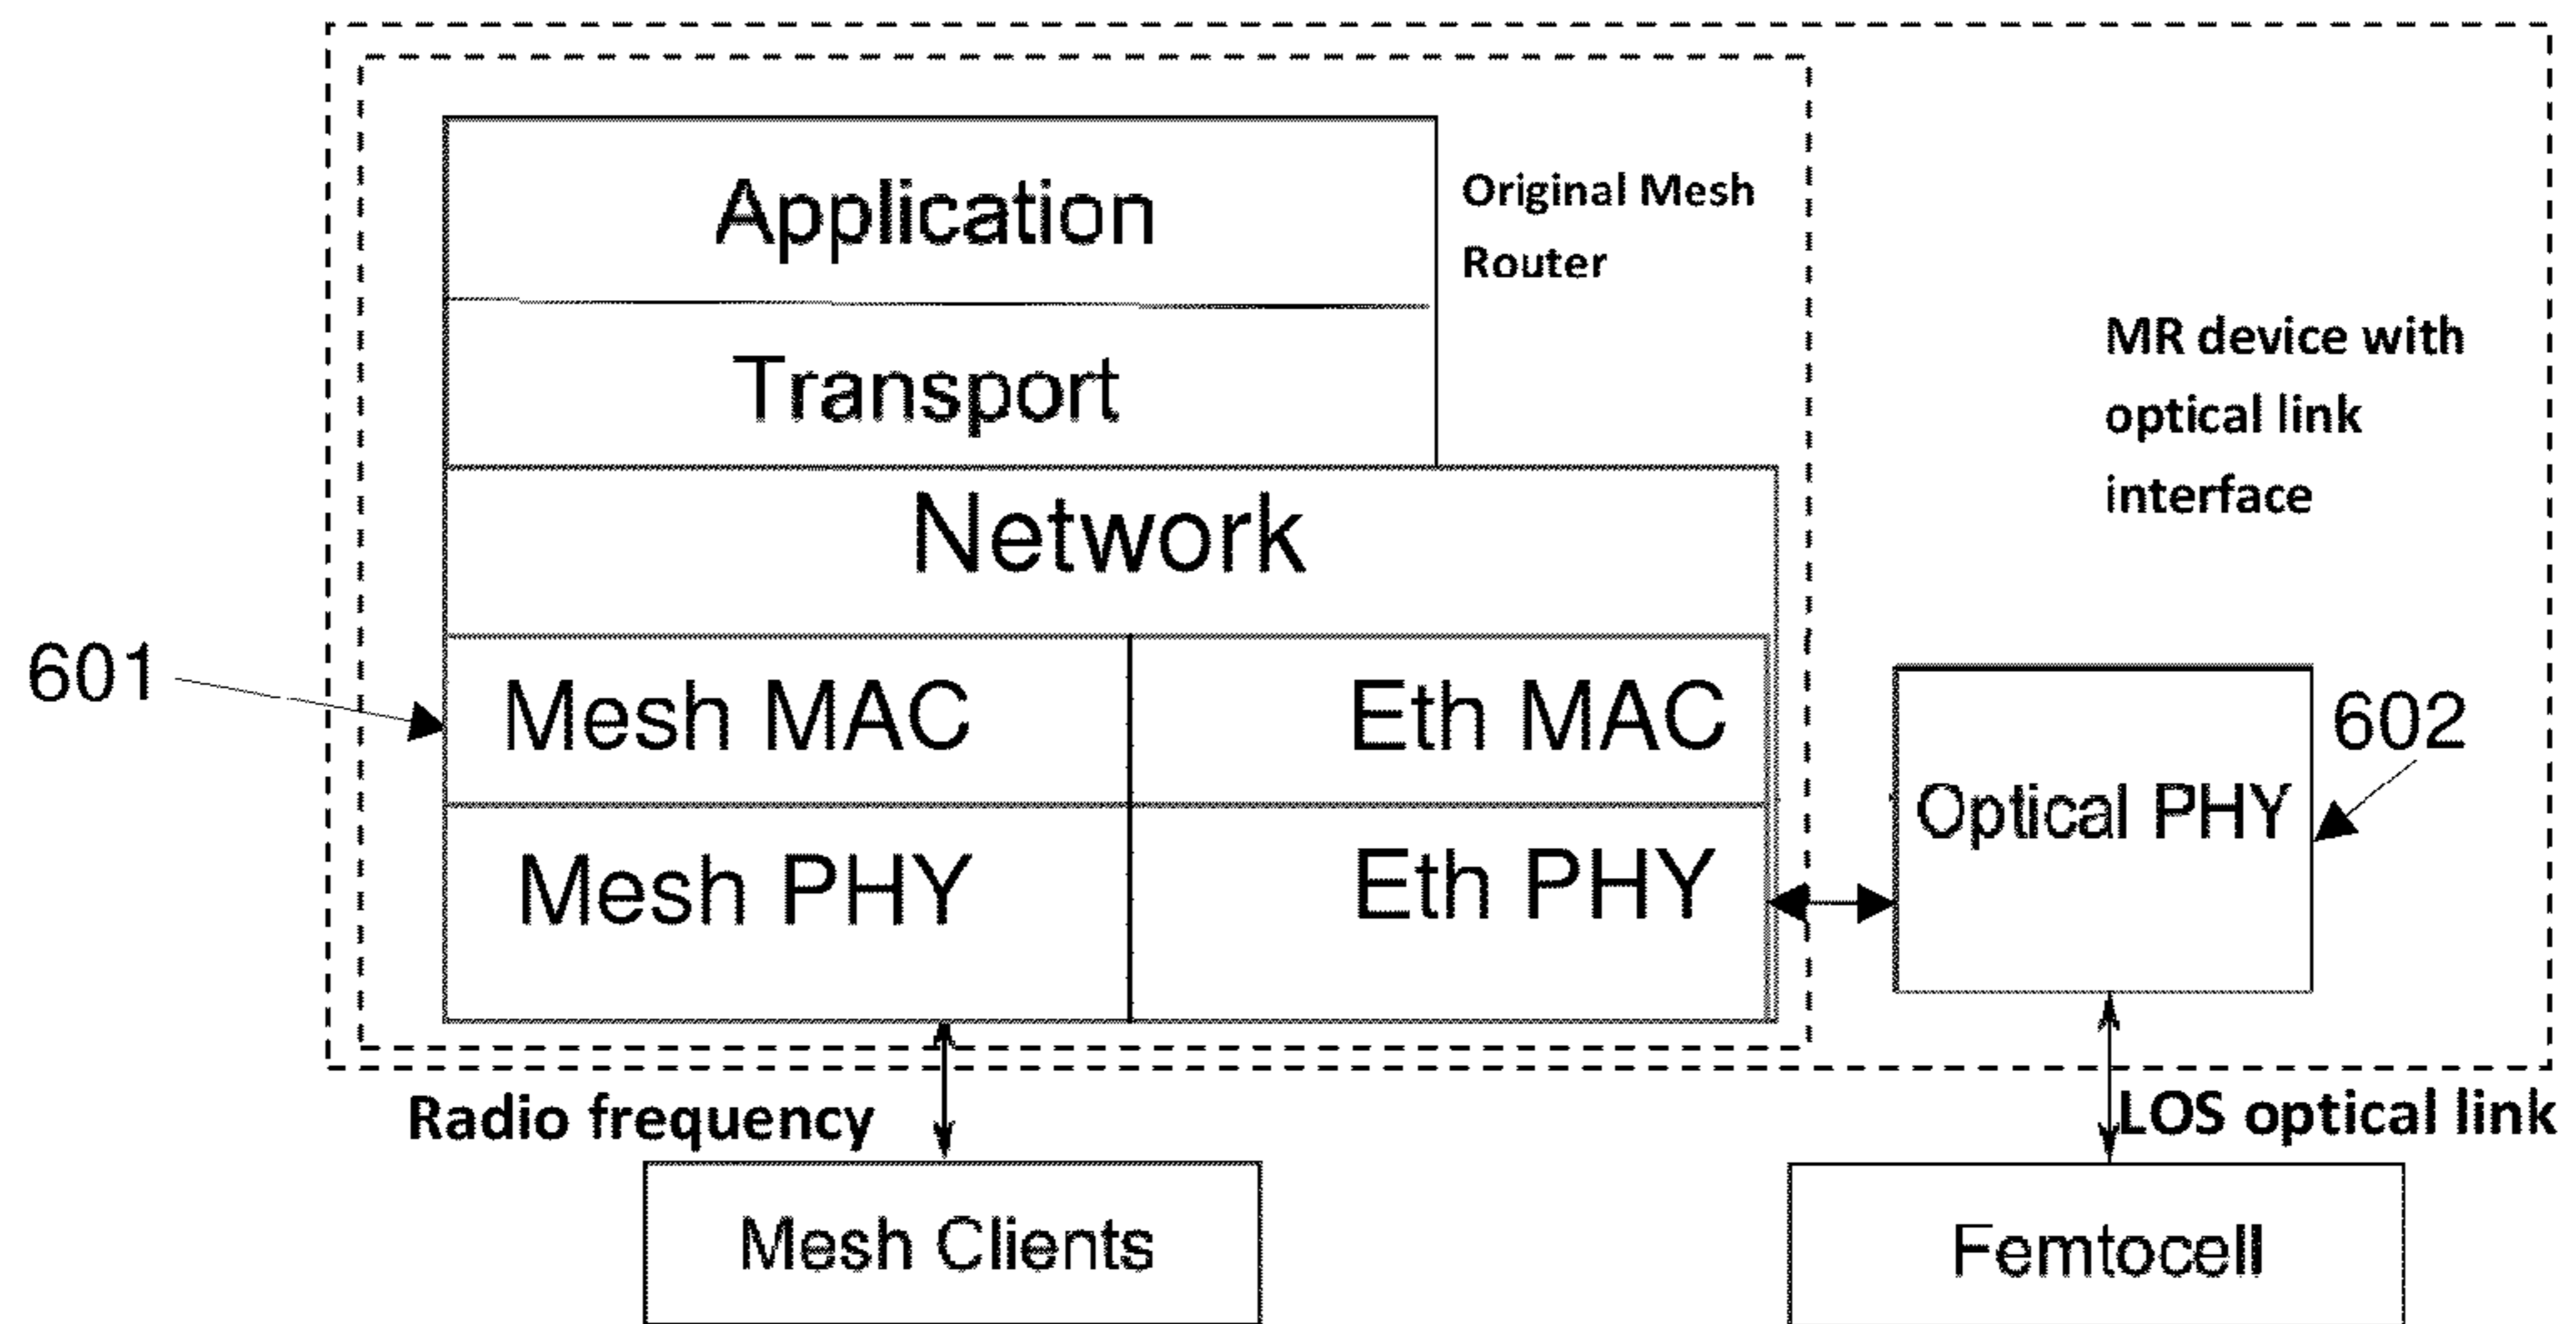 Application
Original Mesh
Router
Transport
MR device with
optical link
interface
Network
601
Mesh MAC
Eth MAC
602
Optical PHY
Mesh PHY
Eth PHY
Radio frequency
LOS optical link
Mesh Clients
Femtocell